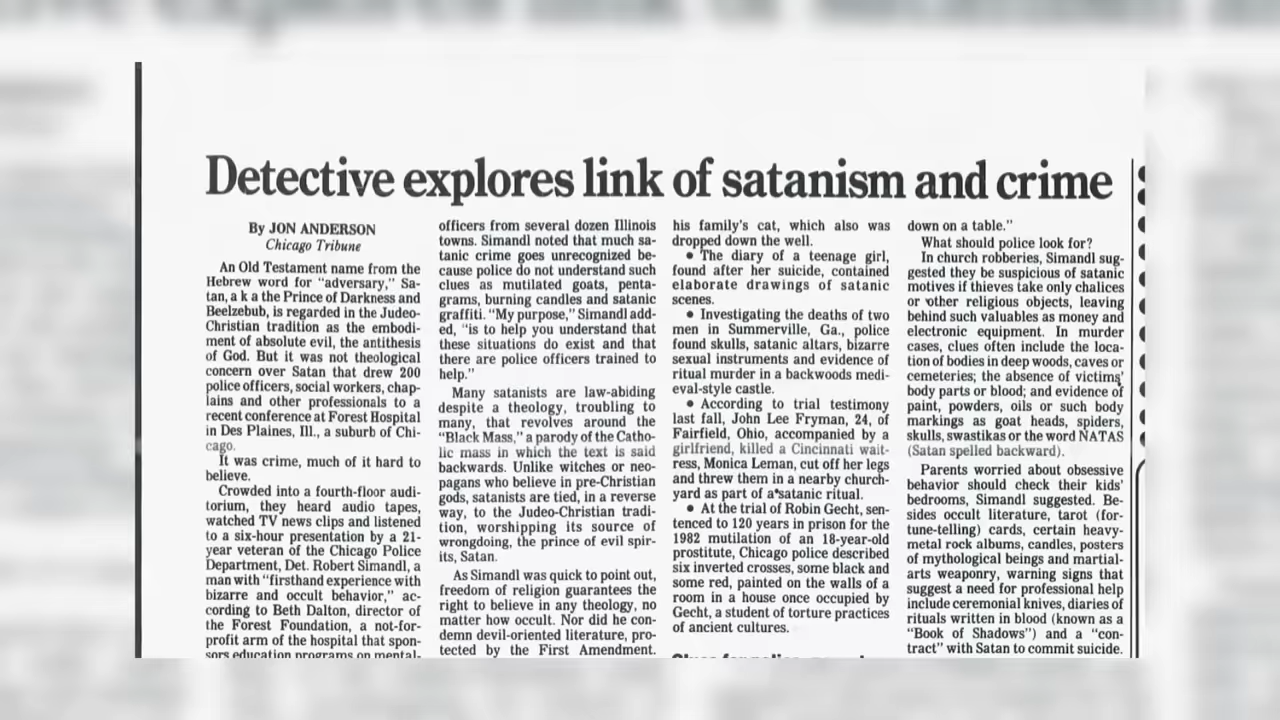 Detective explores link of satanism and crime
By JON ANDERSON
Chicago Tribune
An Old Testament name from the
Hebrew word for “adversary,” Sa-
tan, a k a the Prince of Darkness and
Beelzebub, is regarded in the Judeo-
Christian tradition as the embodi-
ment of absolute evil, the antithesis
of God. But it was not theological
concern over Satan that drew 200
police officers, social workers, chap-
lains and other professionals to a
recent conference at Forest Hospital
in Des Plaines, Ill., a suburb of Chi-
cago.
It was crime, much of it hard to
believe.
Crowded into a fourth-floor audi-
torium, they heard audio tapes,
watched TV news clips and listened
to a six-hour presentation by a 21-
year veteran of the Chicago Police
Department, Det. Robert Simandl, a
man with “firsthand experience with
bizarre and occult behavior,” ac-
cording to Beth Dalton, director of
the Forest Foundation, a not-for-
profit arm of the hospital that spon-
sors education programs on mental-
officers from several dozen Illinois
towns. Simandl noted that much sa-
tanic crime goes unrecognized be-
cause police do not understand such
clues as mutilated goats, penta-
grams, burning candles and satanic
graffiti. “My purpose,” Simandl add-
ed, “is to help you understand that
these situations do exist and that
there are police officers trained to
help.”
Many satanists are law-abiding
despite a theology, troubling to
many, that revolves around the
“Black Mass,” a parody of the Catho-
lic mass in which the text is said
backwards. Unlike witches or neo-
pagans who believe in pre-Christian
gods, satanists are tied, in a reverse
way, to the Judeo-Christian tradi-
tion, worshipping its source of
wrongdoing, the prince of evil spir-
its, Satan.
As Simandl was quick to point out,
freedom of religion guarantees the
right to believe in any theology, no
matter how occult. Nor did he con-
demn devil-oriented literature, pro-
tected by the First Amendment.
his family's cat, which also was
dropped down the well.
• The diary of a teenage girl,
found after her suicide, contained
elaborate drawings of satanic
scenes.
• Investigating the deaths of two
men in Summerville, Ga., police
found skulls, satanic altars, bizarre
sexual instruments and evidence of
ritual murder in a backwoods medi-
eval-style castle.
• According to trial testimony
last fall, John Lee Fryman, 24, of
Fairfield, Ohio, accompanied by a
girlfriend, killed a Cincinnati wait-
ress, Monica Leman, cut off her legs
and threw them in a nearby church-
yard as part of a satanic ritual.
• At the trial of Robin Gecht, sen-
tenced to 120 years in prison for the
1982 mutilation of an 18-year-old
prostitute, Chicago police described
six inverted crosses, some black and
some red, painted on the walls of a
room in a house once occupied by
Gecht, a student of torture practices
of ancient cultures.
down on a table.”
What should police look for?
In church robberies, Simandl sug-
gested they be suspicious of satanic
motives if thieves take only chalices
or other religious objects, leaving
behind such valuables as money and
electronic equipment. In murder
cases, clues often include the loca-
tion of bodies in deep woods, caves or
cemeteries; the absence of victims'
body parts or blood; and evidence of
paint, powders, oils or such body
markings as goat heads, spiders,
skulls, swastikas or the word NATAS
(Satan spelled backward).
Parents worried about obsessive
behavior should check their kids'
bedrooms, Simandl suggested. Be-
sides occult literature, tarot (for-
tune-telling) cards, certain heavy-
metal rock albums, candles, posters
of mythological beings and martial-
arts weaponry, warning signs that
suggest a need for professional help
include ceremonial knives, diaries of
rituals written in blood (known as a
“Book of Shadows”) and a “con-
tract” with Satan to commit suicide.